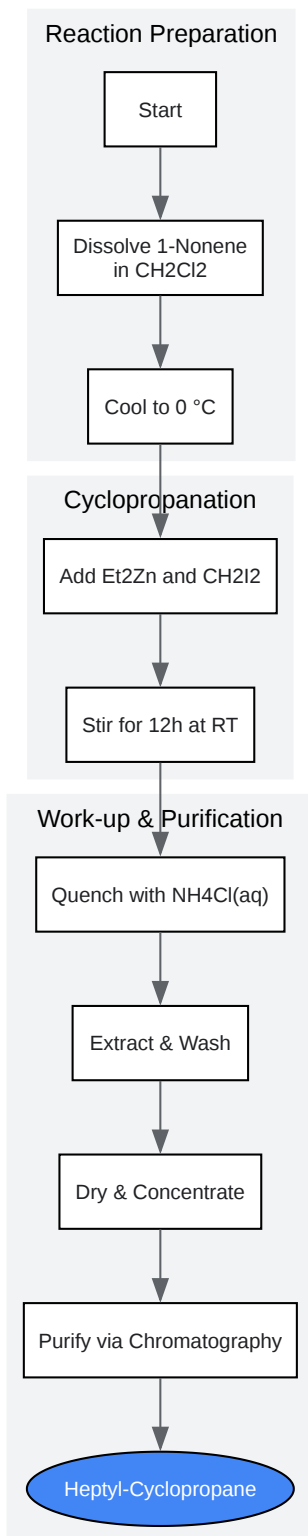 Reaction Preparation
Start
Dissolve 1-Nonene
in CH2Cl2
Cool to 0 °C
Cyclopropanation
Add Et2Zn and CH2I2
Stir for 12h at RT
Work-up & Purification
Quench with NH4Cl(aq)
Extract & Wash
Dry & Concentrate
Purify via Chromatography
Heptyl-Cyclopropane